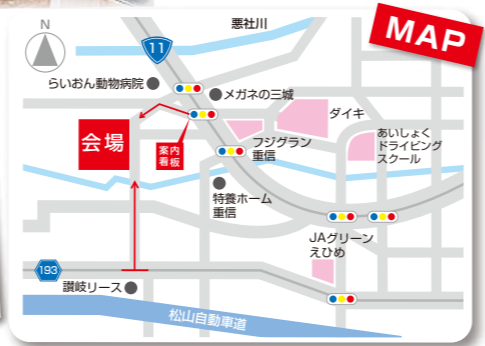 MAP
N
悪社川
11
らいおん動物病院
メガネの三城
ダイキ
会場
案内
看板
フジグラン
重信
あいしょく
ドライビング
スクール
特養ホーム
重信
JAグリーン
えひめ
193
讃岐リース
松山自動車道